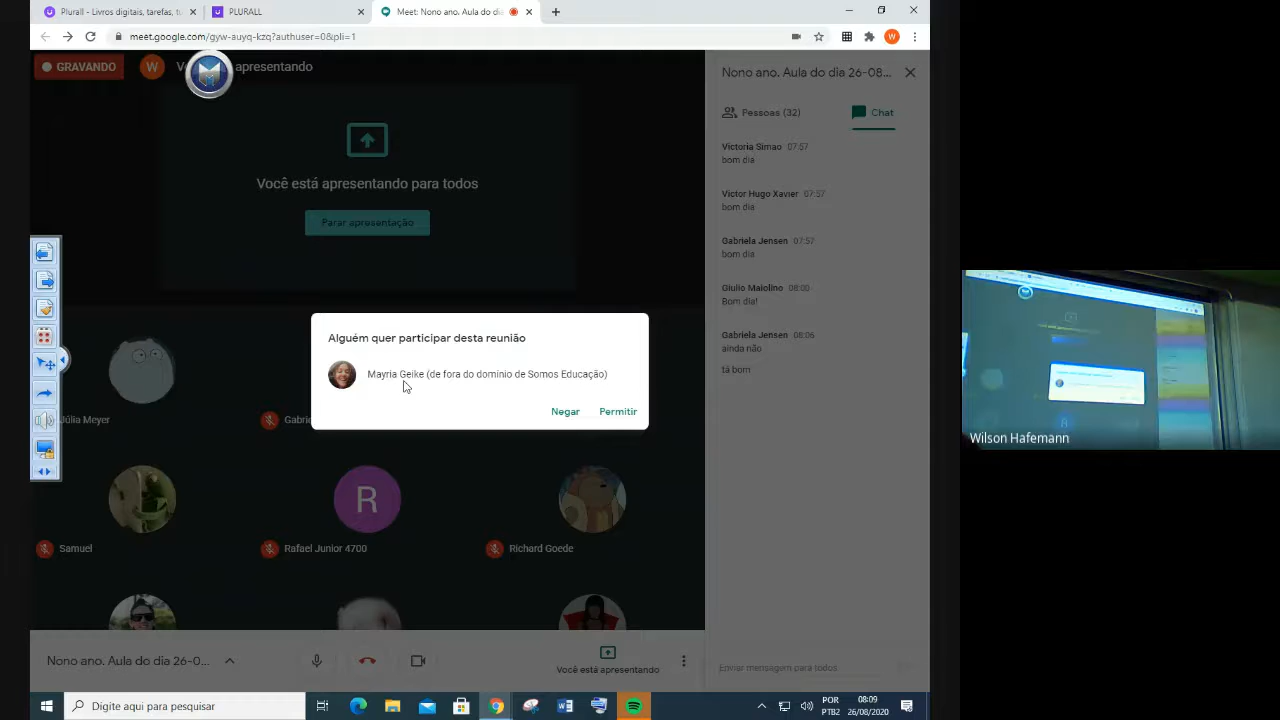 Plurall - Livros digitais, tarefas, tu
PLURALL
Meet: Nono ano. Aula do dia
meet.google.com/gyw-auyq-kzq?authuser=0&pli=1
W
GRAVANDO
W
apresentando
Você está apresentando para todos
Parar apresentação
Nono ano. Aula do dia 26-08...
Pessoas (32)
Chat
Victoria Simao 07:57
bom dia
Victor Hugo Xavier 07:57
bom dia
Gabriela Jensen 07:57
bom dia
Giulio Maiolino 08:00
Bom dia!
Gabriela Jensen 08:06
ainda não
tá bom
Alguém quer participar desta reunião
Mayria Geike (de fora do domínio de Somos Educação)
Negar
Permitir
Júlia Meyer
R
Samuel
Rafael Junior 4700
Richard Goede
Nono ano. Aula do dia 26-0...
Você está apresentando
Enviar mensagem para todos
Wilson Hafemann
Digite aqui para pesquisar
POR
PTB2
08:09
26/08/2020